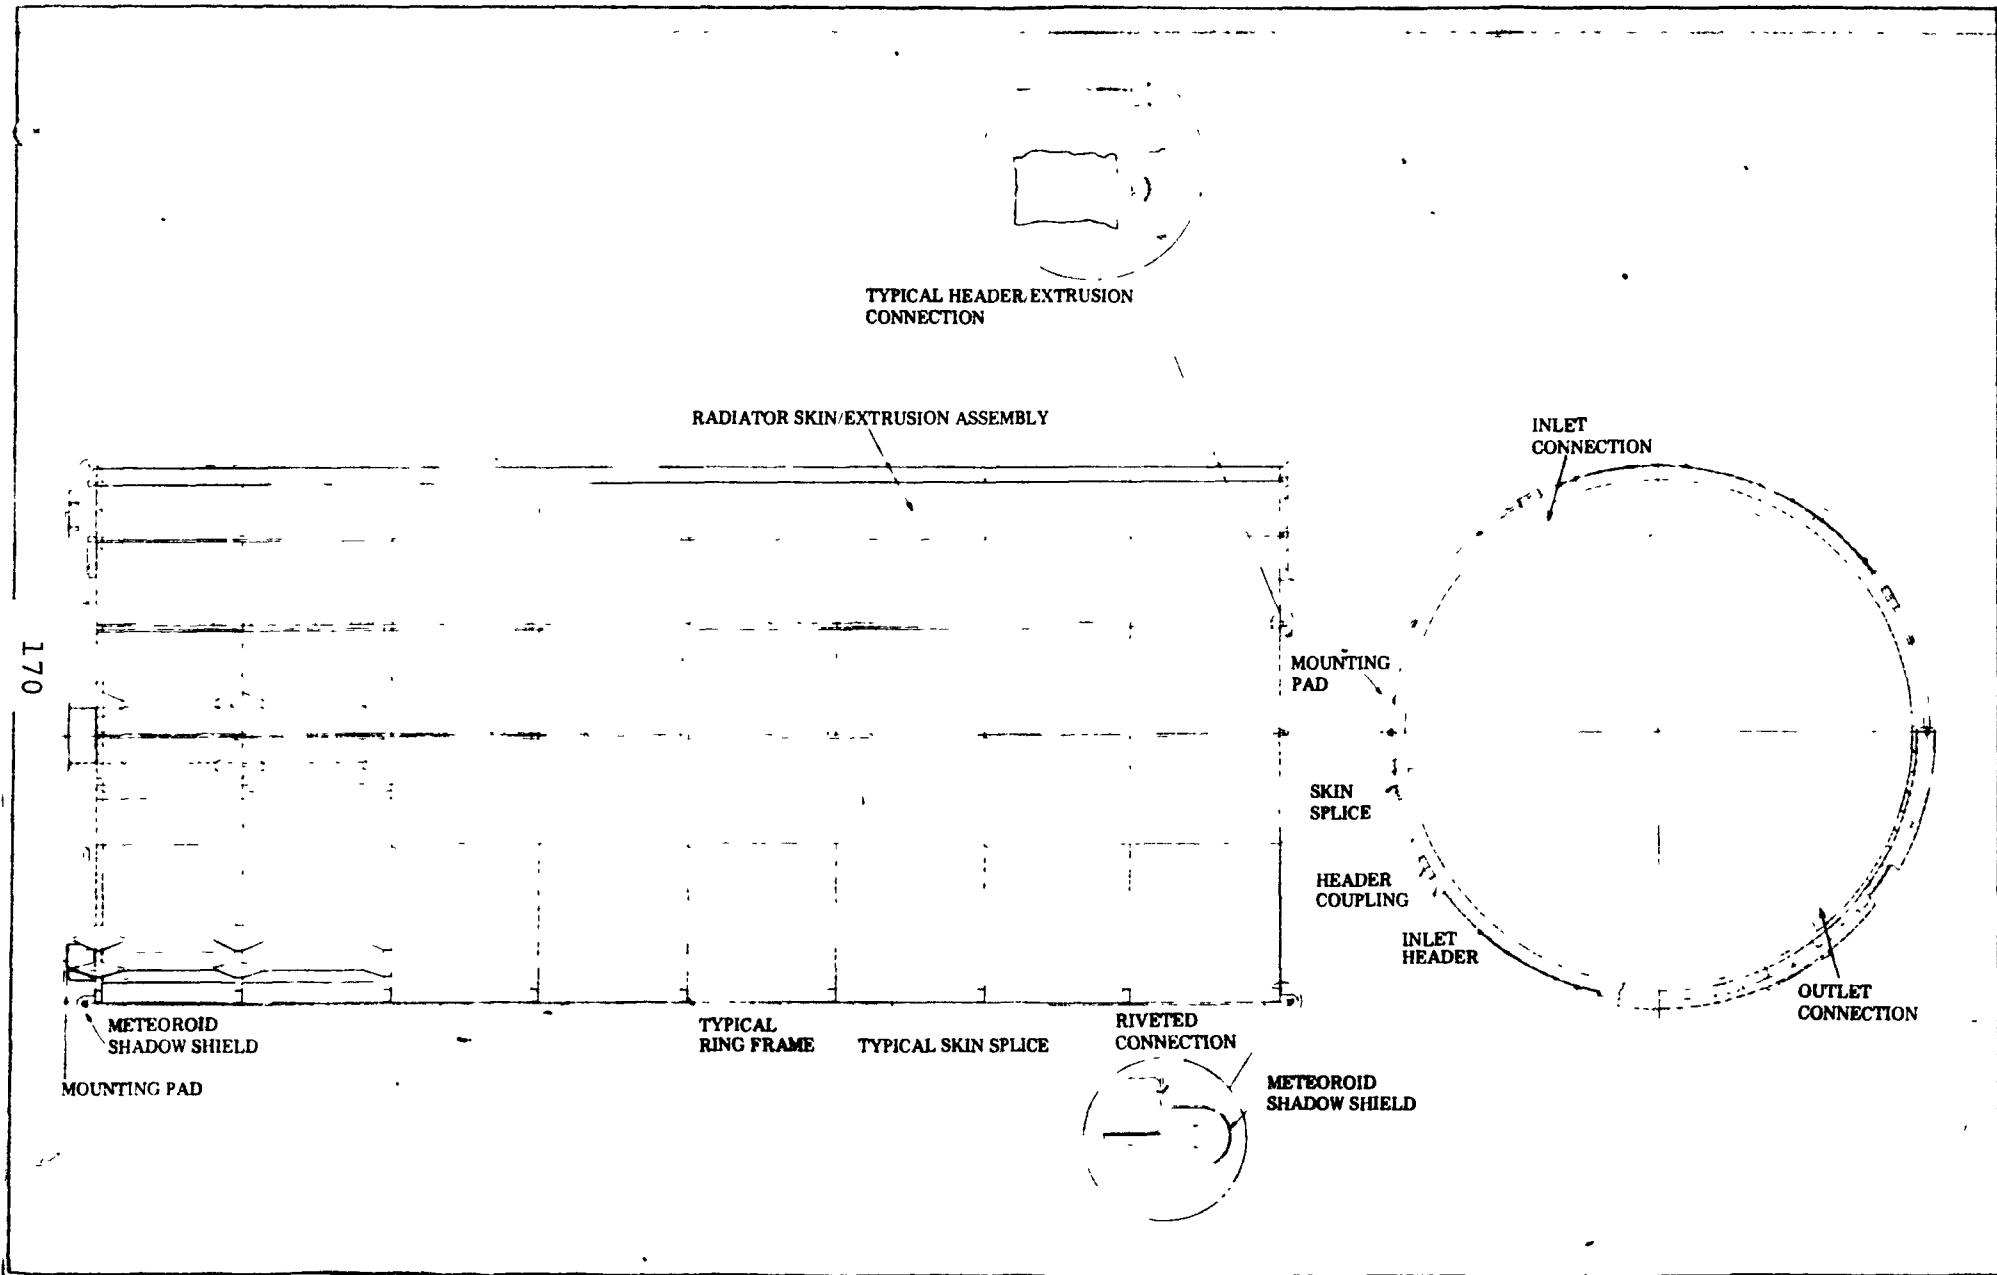 TYPICAL HEADER/EXTRUSION
CONNECTION
RADIATOR SKIN/EXTRUSION ASSEMBLY
INLET
CONNECTION
170
MOUNTING
PAD
SKIN
SPLICE
HEADER
COUPLING
INLET
HEADER
OUTLET
CONNECTION
METEOROID
SHADOW SHIELD
TYPICAL
RING FRAME
TYPICAL SKIN SPLICE
RIVETED
CONNECTION
MOUNTING PAD
METEOROID
SHADOW SHIELD